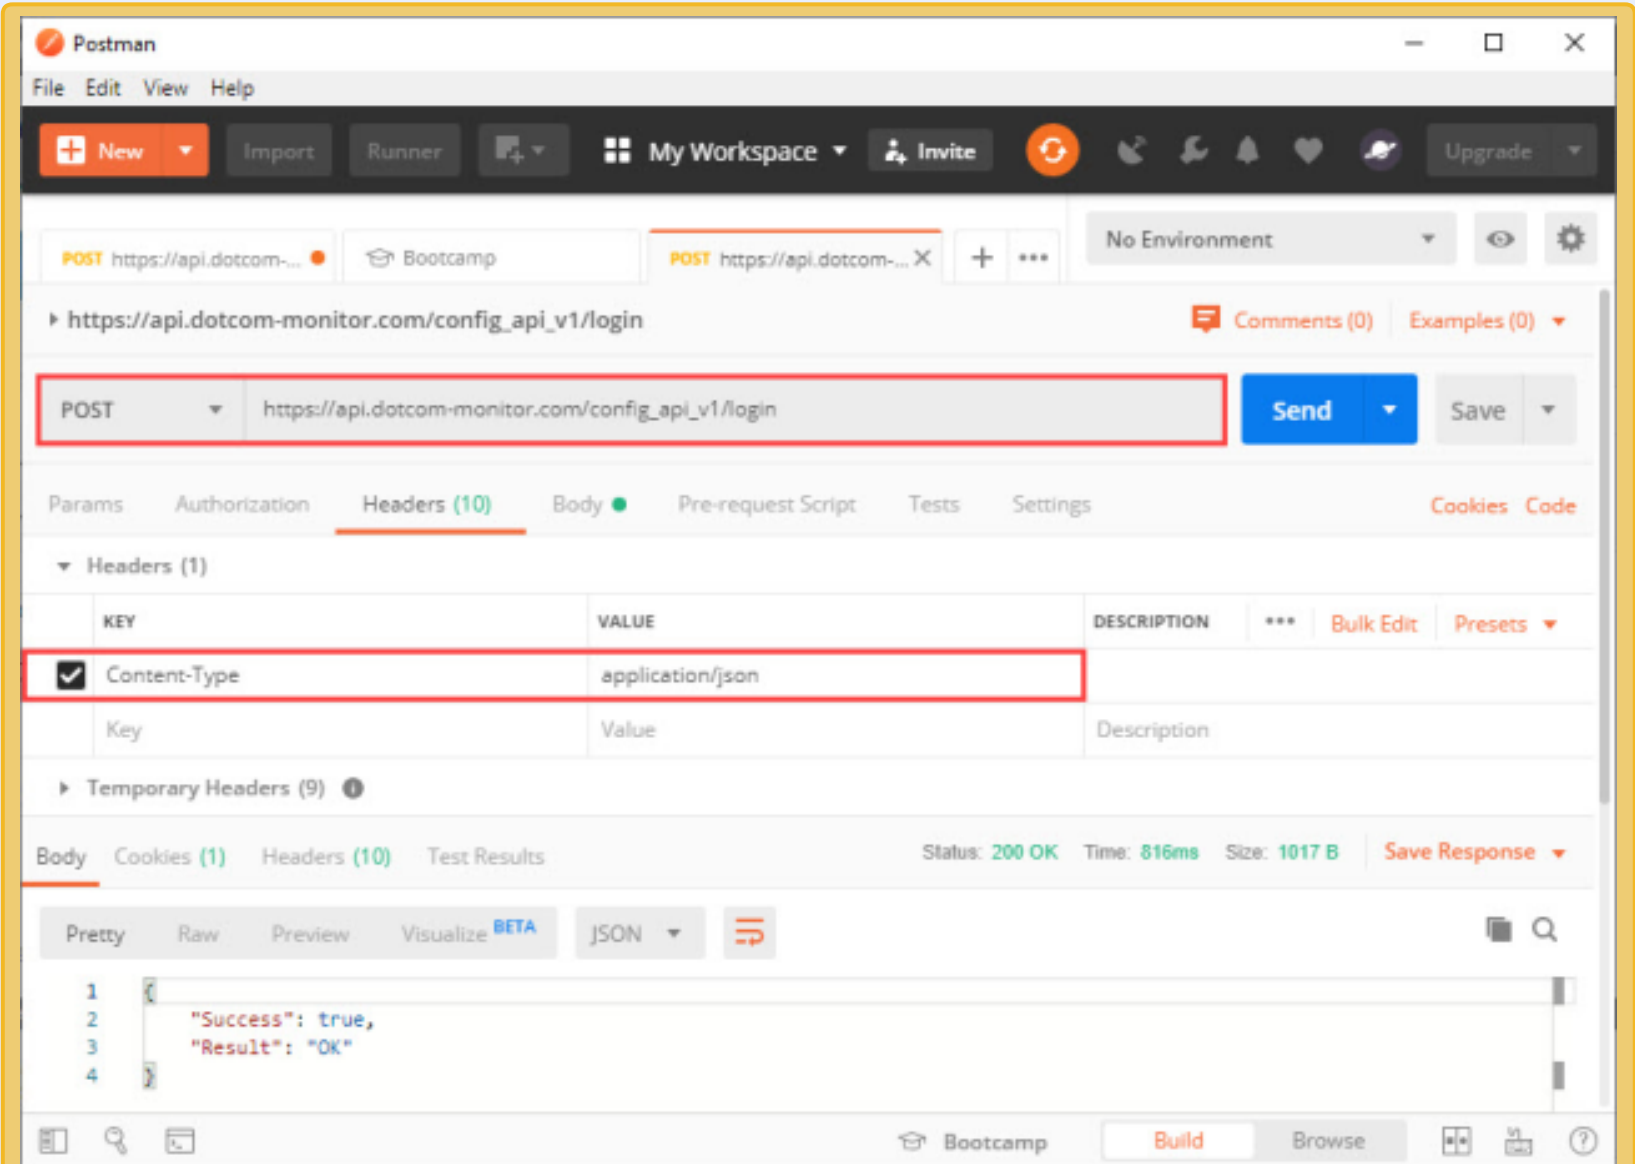 Postman
File Edit View Help
New Import Runner My Workspace Invite Upgrade
POST https://api.dotcom-... Bootcamp POST https://api.dotcom-... No Environment
https://api.dotcom-monitor.com/config_api_v1/login Comments (0) Examples (0)
POST https://api.dotcom-monitor.com/config_api_v1/login Send Save
Params Authorization Headers (10) Body Pre-request Script Tests Settings Cookies Code
Headers (1)
KEY VALUE DESCRIPTION Bulk Edit Presets
Content-Type application/json
Key Value Description
Temporary Headers (9)
Body Cookies (1) Headers (10) Test Results Status: 200 OK Time: 816ms Size: 1017 B Save Response
Pretty Raw Preview Visualize BETA JSON
1 {
2 "Success": true,
3 "Result": "OK"
4 }
Bootcamp Build Browse